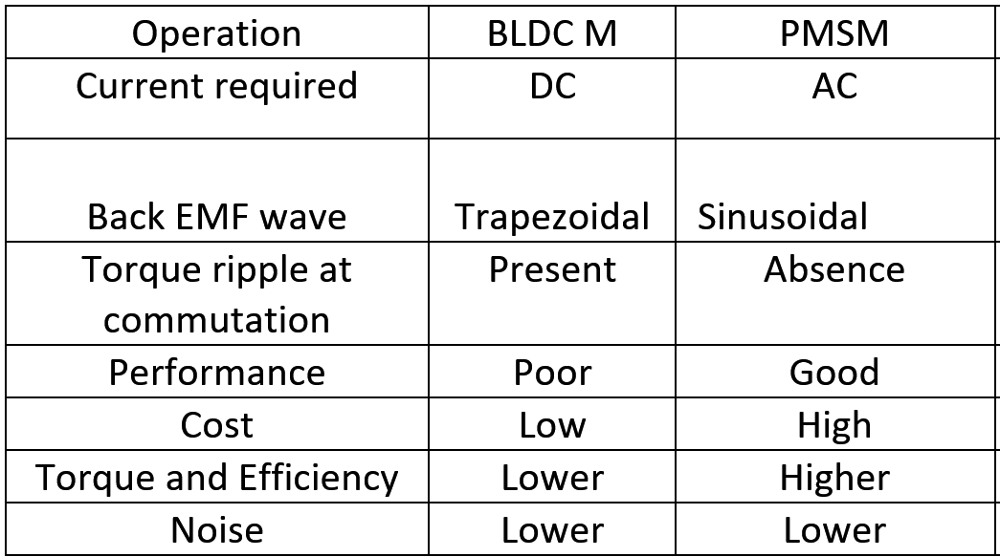 Operation BLDC M PMSM
Current required DC AC
Back EMF wave Trapezoidal Sinusoidal
Torque ripple at Present Absence
commutation
Performance Poor Good
Cost Low High
Torque and Efficiency Lower Higher
Noise Lower Lower